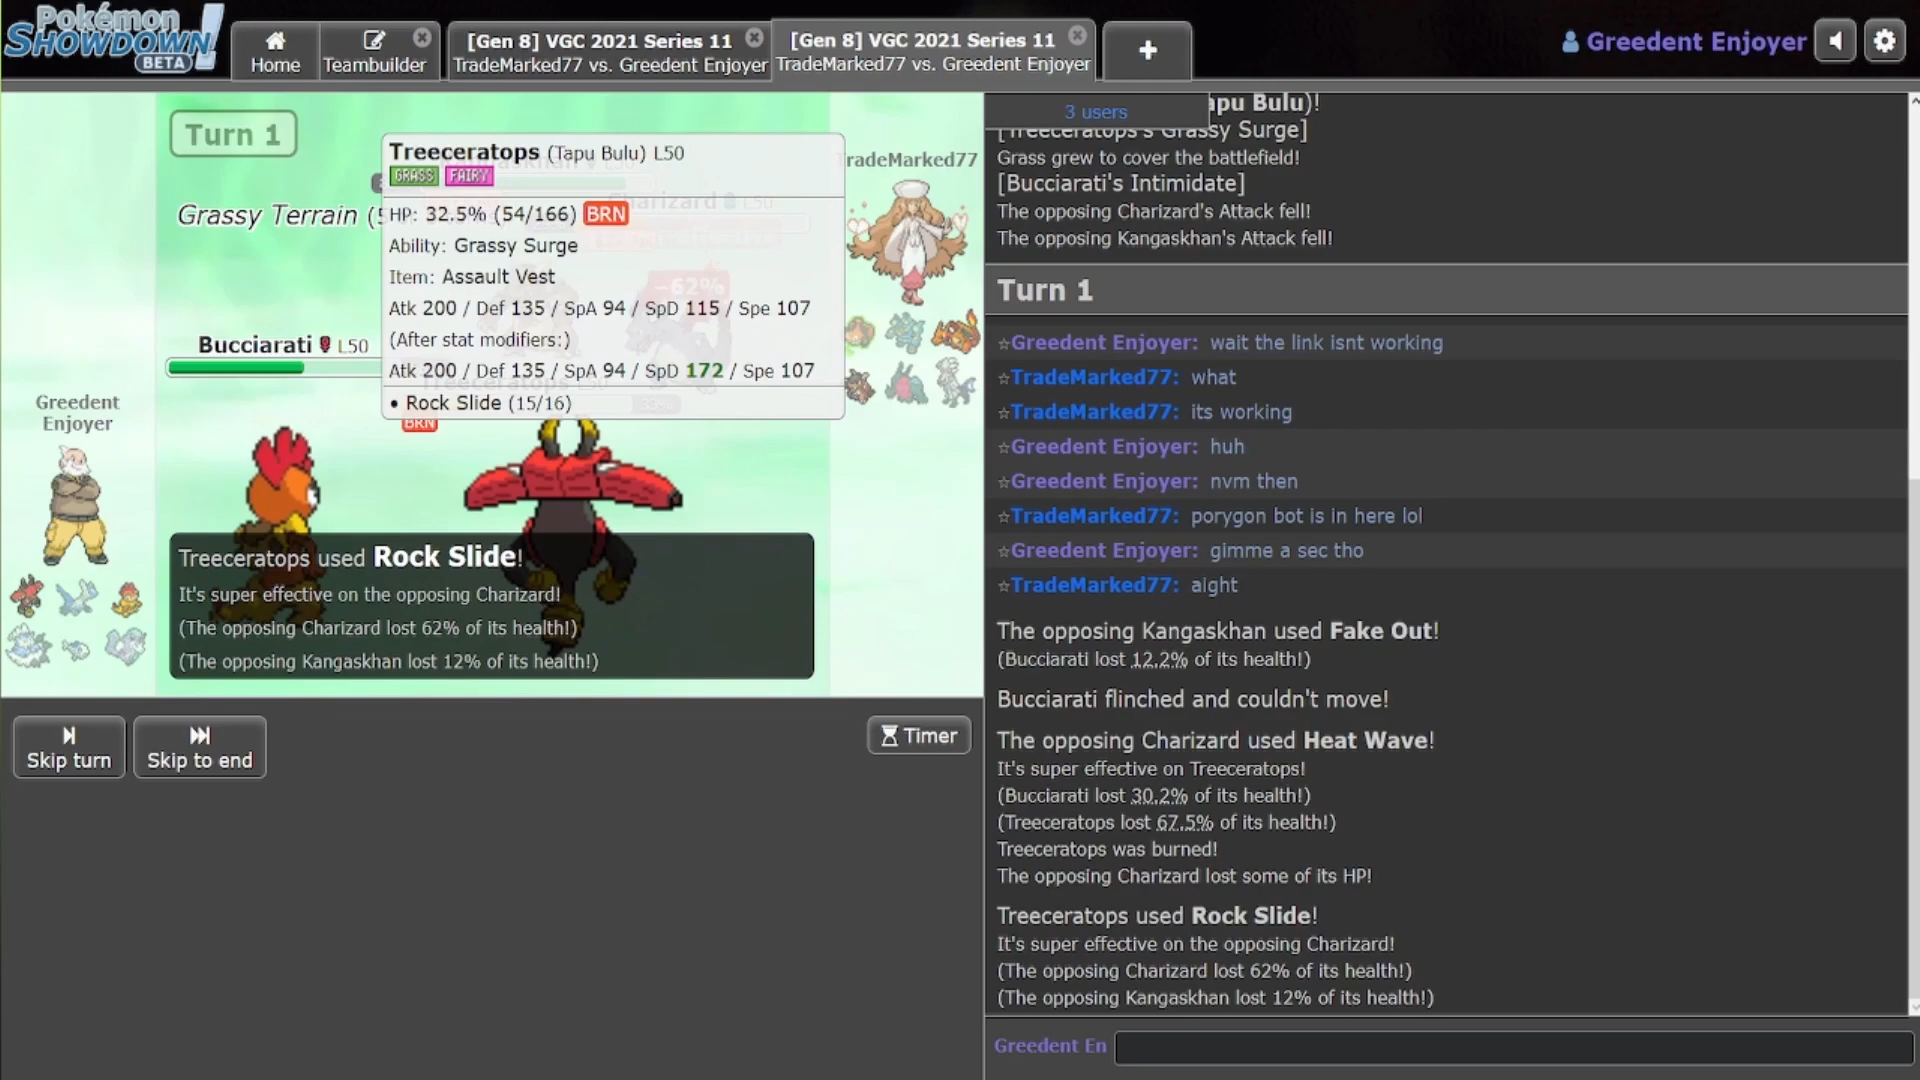 Pokémon
SHOWDOWN!
BETA
Home
Teambuilder
[Gen 8] VGC 2021 Series 11
TradeMarked77 vs. Greedent Enjoyer
[Gen 8] VGC 2021 Series 11
TradeMarked77 vs. Greedent Enjoyer
+
Greedent Enjoyer
Turn 1
Grassy Terrain (5
Treeceratops (Tapu Bulu) L50
GRASS FAIRY
HP: 32.5% (54/166) BRN
Ability: Grassy Surge
Item: Assault Vest
Atk 200 / Def 135 / SpA 94 / SpD 115 / Spe 107
(After stat modifiers:)
Atk 200 / Def 135 / SpA 94 / SpD 172 / Spe 107
• Rock Slide (15/16)
Charizard L50
-62%
BRN
TradeMarked77
Bucciarati L50
Greedent
Enjoyer
Treeceratops used Rock Slide!
It's super effective on the opposing Charizard!
(The opposing Charizard lost 62% of its health!)
(The opposing Kangaskhan lost 12% of its health!)
Skip turn
Skip to end
Timer
3 users
apu Bulu)!
[Treeceratops's Grassy Surge]
Grass grew to cover the battlefield!
[Bucciarati's Intimidate]
The opposing Charizard's Attack fell!
The opposing Kangaskhan's Attack fell!
Turn 1
☆Greedent Enjoyer: wait the link isnt working
☆TradeMarked77: what
☆TradeMarked77: its working
☆Greedent Enjoyer: huh
☆Greedent Enjoyer: nvm then
☆TradeMarked77: porygon bot is in here lol
☆Greedent Enjoyer: gimme a sec tho
☆TradeMarked77: aight
The opposing Kangaskhan used Fake Out!
(Bucciarati lost 12.2% of its health!)
Bucciarati flinched and couldn't move!
The opposing Charizard used Heat Wave!
It's super effective on Treeceratops!
(Bucciarati lost 30.2% of its health!)
(Treeceratops lost 67.5% of its health!)
Treeceratops was burned!
The opposing Charizard lost some of its HP!
Treeceratops used Rock Slide!
It's super effective on the opposing Charizard!
(The opposing Charizard lost 62% of its health!)
(The opposing Kangaskhan lost 12% of its health!)
Greedent En